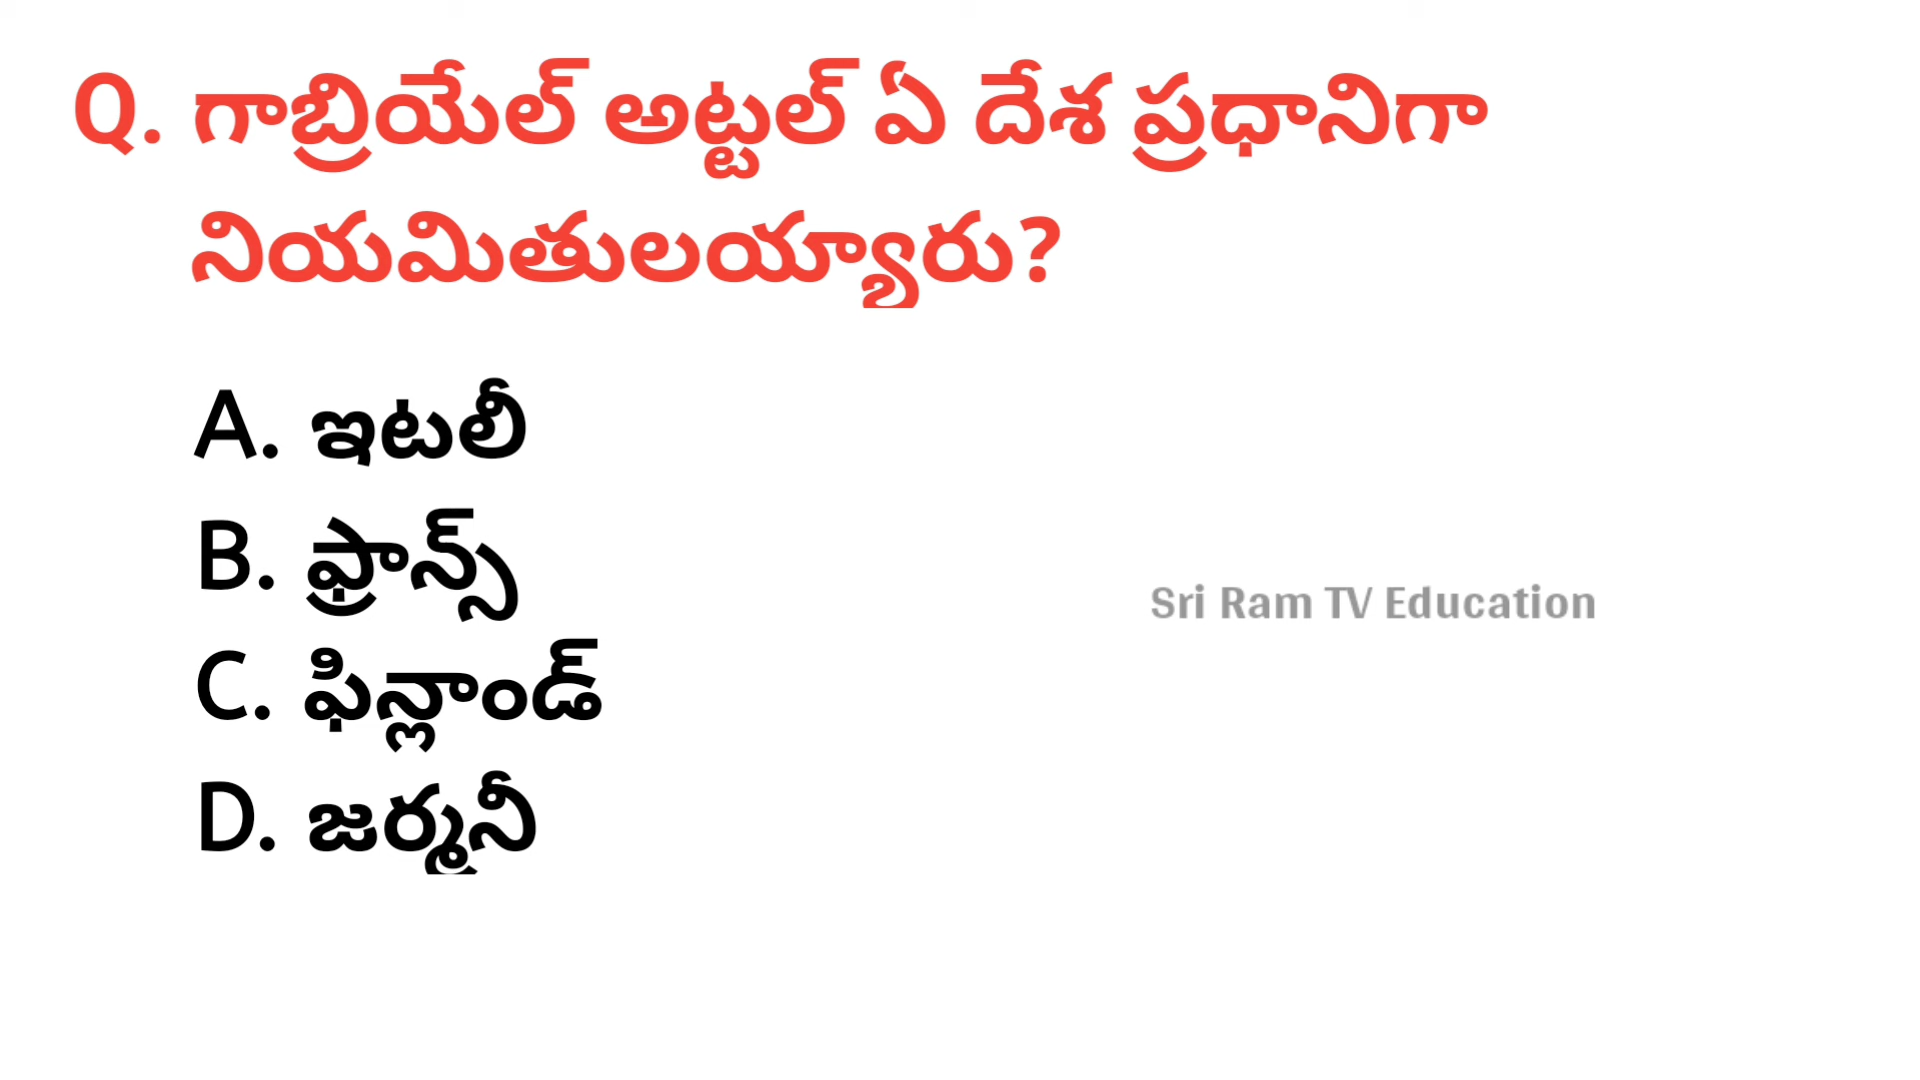 Q. గాబ్రియేల్ అట్టల్ ఏ దేశ ప్రధానిగా
నియమితులయ్యారు?
A. ఇటలీ
B. ఫ్రాన్స్
Sri Ram TV Education
C. ఫిన్లాండ్
D. జర్మనీ